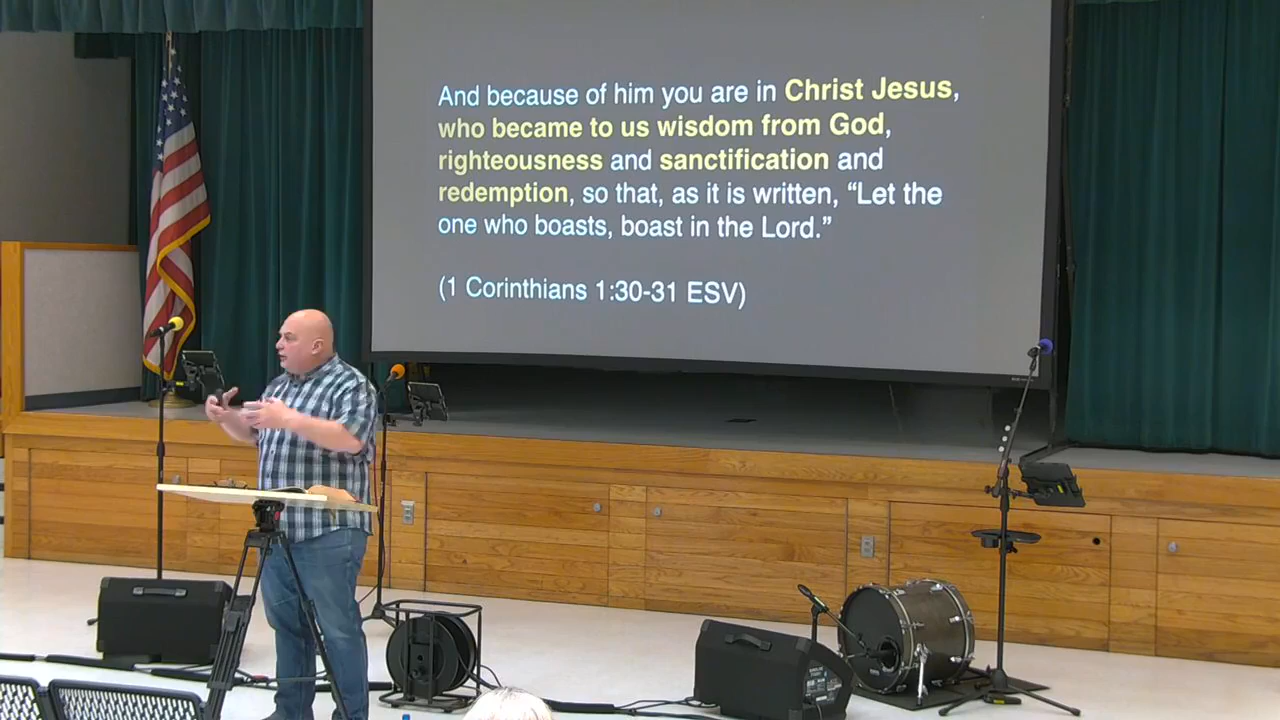 And because of him you are in Christ Jesus,
who became to us wisdom from God,
righteousness and sanctification and
redemption, so that, as it is written, “Let the
one who boasts, boast in the Lord.”
(1 Corinthians 1:30-31 ESV)